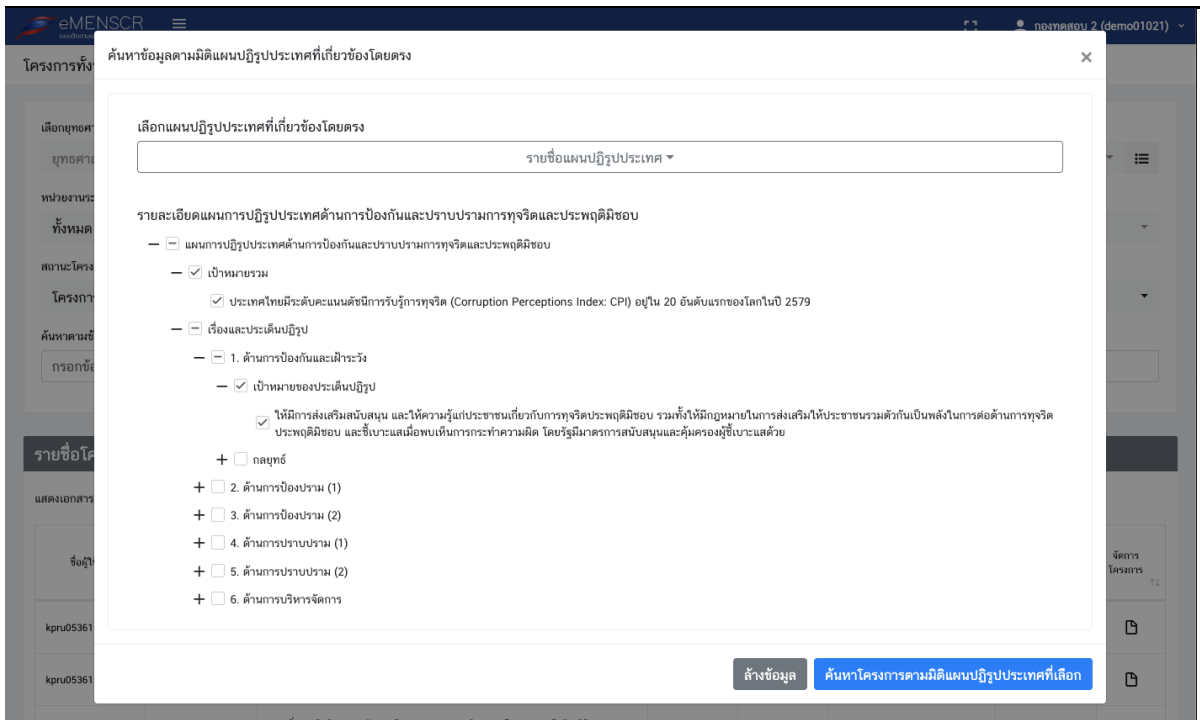 eMENSCR
กองทดสอบ 2 (demo01021)
โครงการทั้ง
ค้นหาข้อมูลตามมิติแผนปฏิรูปประเทศที่เกี่ยวข้องโดยตรง
×
เลือกยุทธศา
เลือกแผนปฏิรูปประเทศที่เกี่ยวข้องโดยตรง
ยุทธศาส
รายชื่อแผนปฏิรูปประเทศ
หน่วยงานระ
ทั้งหมด
รายละเอียดแผนการปฏิรูปประเทศด้านการป้องกันและปราบปรามการทุจริตและประพฤติมิชอบ
แผนการปฏิรูปประเทศด้านการป้องกันและปราบปรามการทุจริตและประพฤติมิชอบ
สถานะโครง
เป้าหมายรวม
โครงการ
ประเทศไทยมีระดับคะแนนดัชนีการรับรู้การทุจริต (Corruption Perceptions Index: CPI) อยู่ใน 20 อันดับแรกของโลกในปี 2579
เรื่องและประเด็นปฏิรูป
ค้นหาตามชื่
1. ด้านการป้องกันและเฝ้าระวัง
กรอกข้อ
เป้าหมายของประเด็นปฏิรูป
ให้มีการส่งเสริมสนับสนุน และให้ความรู้แก่ประชาชนเกี่ยวกับการทุจริตประพฤติมิชอบ รวมทั้งให้มีกฎหมายในการส่งเสริมให้ประชาชนรวมตัวกันเป็นพลังในการต่อต้านการทุจริต
ประพฤติมิชอบ และชี้เบาะแสเมื่อพบเห็นการกระทำความผิด โดยรัฐมีมาตรการสนับสนุนและคุ้มครองผู้ชี้เบาะแสด้วย
รายชื่อโค
กลยุทธ์
2. ด้านการป้องปราม (1)
แสดงเอกสาร
3. ด้านการป้องปราม (2)
4. ด้านการปราบปราม (1)
ชื่อผู้ใ
จัดการ
โครงการ
5. ด้านการปราบปราม (2)
6. ด้านการบริหารจัดการ
kpru05361
kpru05361
ล้างข้อมูล
ค้นหาโครงการตามมิติแผนปฏิรูปประเทศที่เลือก